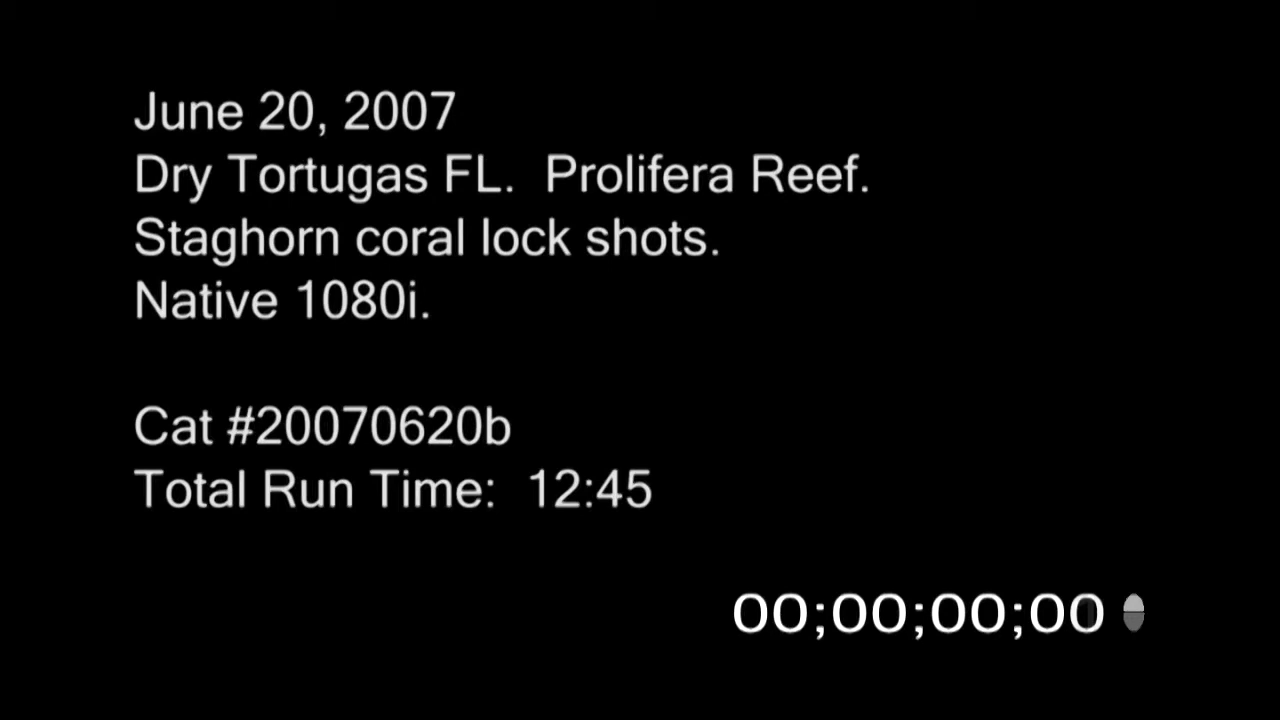 June 20, 2007
Dry Tortugas FL.  Prolifera Reef.
Staghorn coral lock shots.
Native 1080i.
Cat #20070620b
Total Run Time:  12:45
00;00;00;00